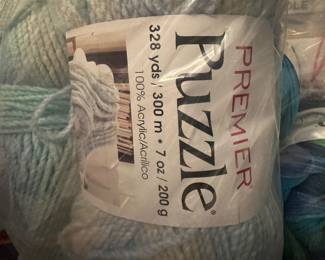 PREMIER®
Puzzle®
328 yds / 300 m • 7 oz / 200 g
100% Acrylic/Acrílico